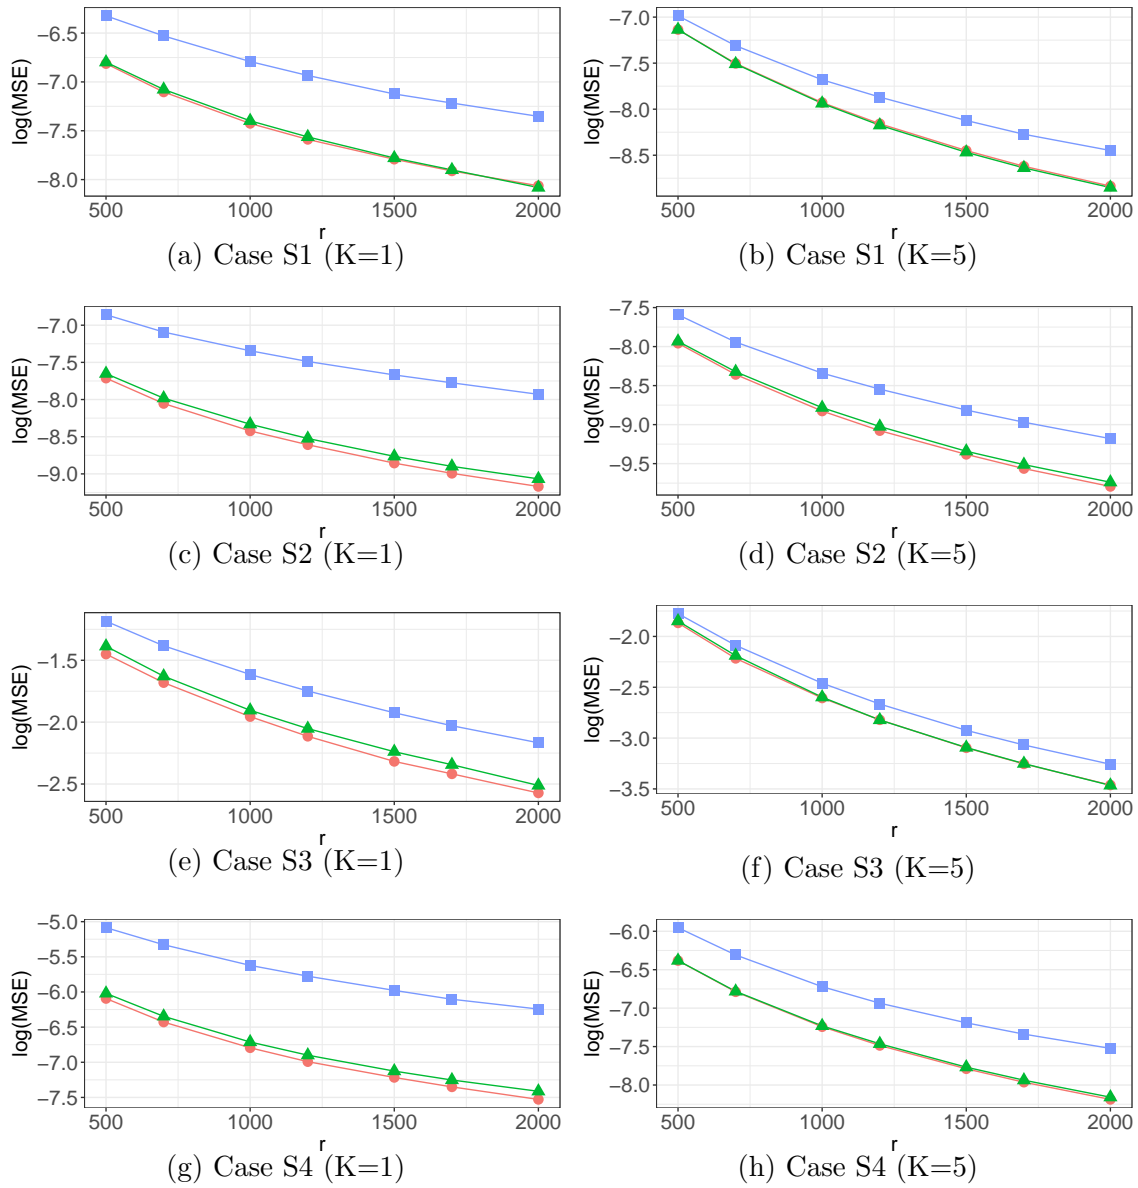 log(MSE)
−6.5
−7.0
−7.5
−8.0
500 1000 1500 2000
r
(a) Case S1 (K=1)
log(MSE)
−7.0
−7.5
−8.0
−8.5
500 1000 1500 2000
r
(b) Case S1 (K=5)
log(MSE)
−7.0
−7.5
−8.0
−8.5
−9.0
500 1000 1500 2000
r
(c) Case S2 (K=1)
log(MSE)
−7.5
−8.0
−8.5
−9.0
−9.5
500 1000 1500 2000
r
(d) Case S2 (K=5)
log(MSE)
−1.5
−2.0
−2.5
500 1000 1500 2000
r
(e) Case S3 (K=1)
log(MSE)
−2.0
−2.5
−3.0
−3.5
500 1000 1500 2000
r
(f) Case S3 (K=5)
log(MSE)
−5.0
−5.5
−6.0
−6.5
−7.0
−7.5
500 1000 1500 2000
r
(g) Case S4 (K=1)
log(MSE)
−6.0
−6.5
−7.0
−7.5
−8.0
500 1000 1500 2000
r
(h) Case S4 (K=5)